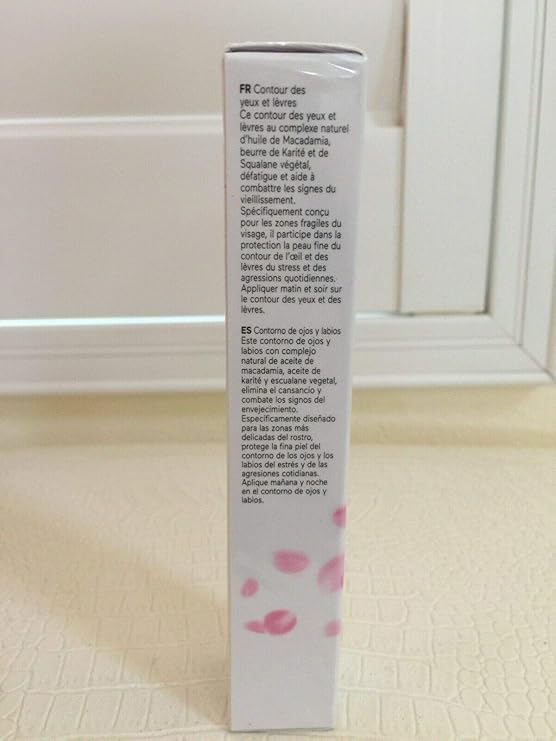 FR Contour des
yeux et lèvres
Ce contour des yeux et
lèvres au complexe naturel
d'huile de Macadamia,
beurre de Karité et de
Squalane végétal,
défatigue et aide à
combattre les signes du
vieillissement.
Spécifiquement conçu
pour les zones fragiles du
visage, il participe dans la
protection la peau fine du
contour de l'œil et des
lèvres du stress et des
agressions quotidiennes.
Appliquer matin et soir sur
le contour des yeux et des
lèvres.
ES Contorno de ojos y labios
Este contorno de ojos y
labios con complejo
natural de aceite de
macadamia, aceite de
karité y escualane vegetal,
elimina el cansancio y
combate los signos del
envejecimiento.
Específicamente diseñado
para las zonas más
delicadas del rostro,
protege la fina piel del
contorno de los ojos y los
labios del estrés y de las
agresiones cotidianas.
Aplique mañana y noche
en el contorno de ojos y
labios.